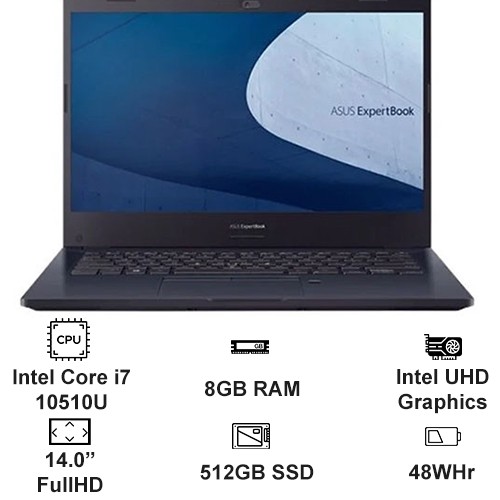 ASUS ExpertBook
ASUS ExpertBook
CPU
GB
Intel Core i7
10510U
8GB RAM
Intel UHD
Graphics
14.0”
FullHD
512GB SSD
48WHr